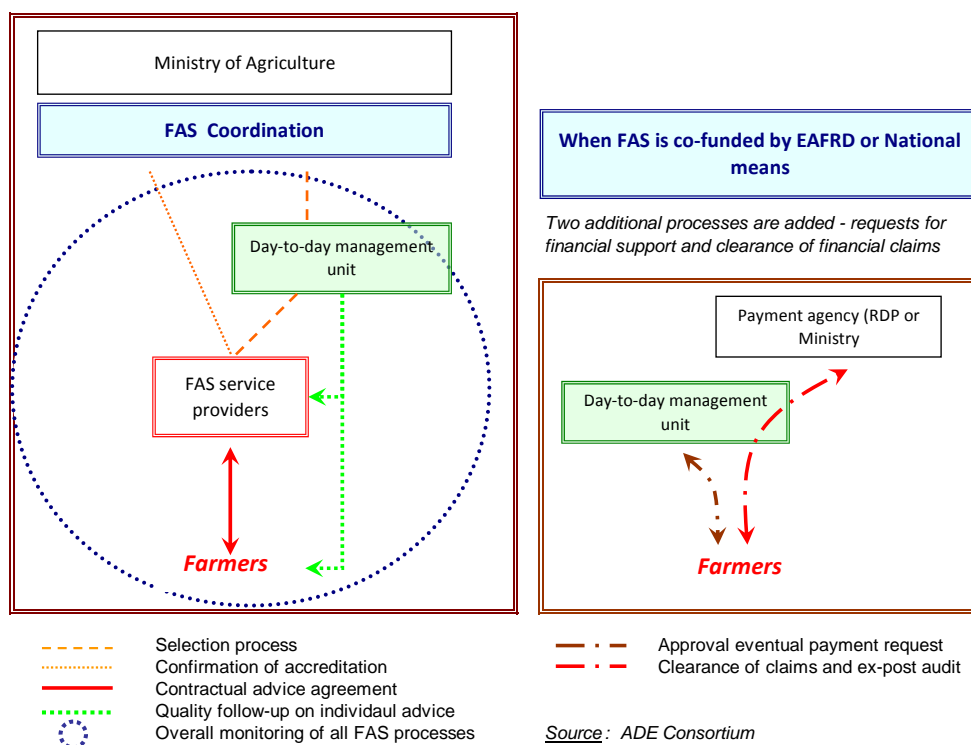 Ministry of Agriculture
FAS Coordination
Day-to-day management
unit
FAS service
providers
Farmers
When FAS is co-funded by EAFRD or National
means
Two additional processes are added - requests for
financial support and clearance of financial claims
Payment agency (RDP or
Ministry
Day-to-day management
unit
Farmers
Selection process
Confirmation of accreditation
Contractual advice agreement
Quality follow-up on individaul advice
Overall monitoring of all FAS processes
Approval eventual payment request
Clearance of claims and ex-post audit
Source: ADE Consortium